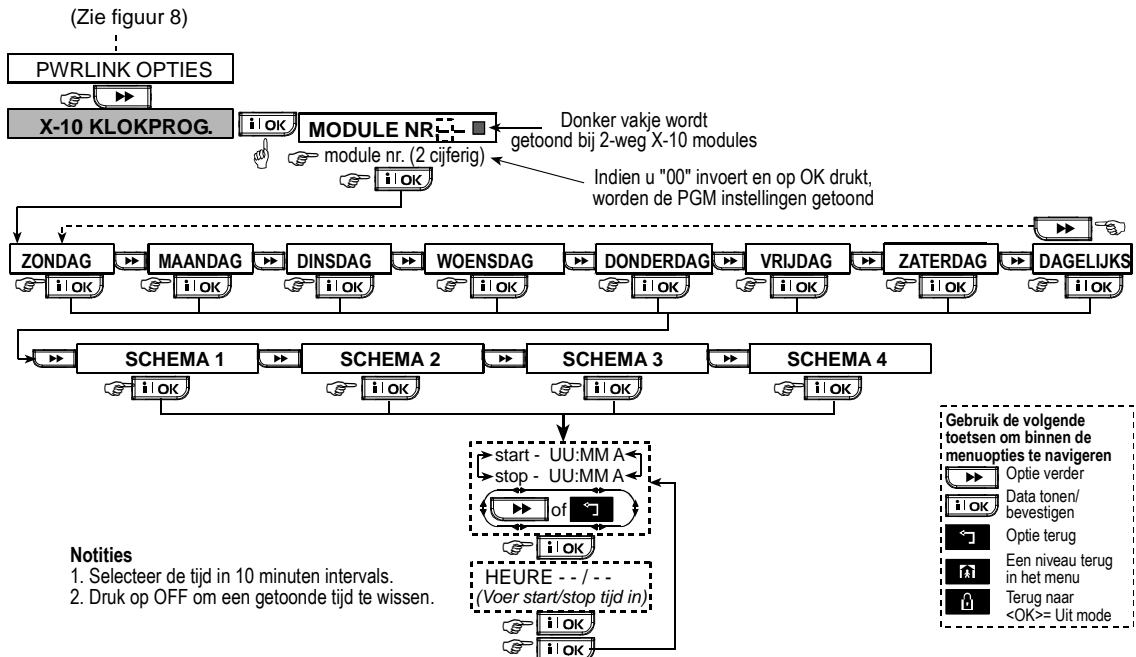 (Zie figuur 8)
PWRLINK OPTIES
X-10 KLOKPROG.
i OK
MODULE NR - -
Donker vakje wordt
getoond bij 2-weg X-10 modules
module nr. (2 cijferig)
i OK
Indien u "00" invoert en op OK drukt,
worden de PGM instellingen getoond
ZONDAG MAANDAG DINSDAG WOENSDAG DONDERDAG VRIJDAG ZATERDAG DAGELIJKS
i OK i OK i OK i OK i OK i OK i OK i OK
SCHEMA 1 SCHEMA 2 SCHEMA 3 SCHEMA 4
i OK i OK i OK i OK
start - UU:MM A
stop - UU:MM A
of
i OK
HEURE - - / - -
(Voer start/stop tijd in)
i OK
i OK
Notities
1. Selecteer de tijd in 10 minuten intervals.
2. Druk op OFF om een getoonde tijd te wissen.
Gebruik de volgende
toetsen om binnen de
menuopties te navigeren
Optie verder
i OK Data tonen/
bevestigen
Optie terug
Een niveau terug
in het menu
Terug naar
<OK>= Uit mode